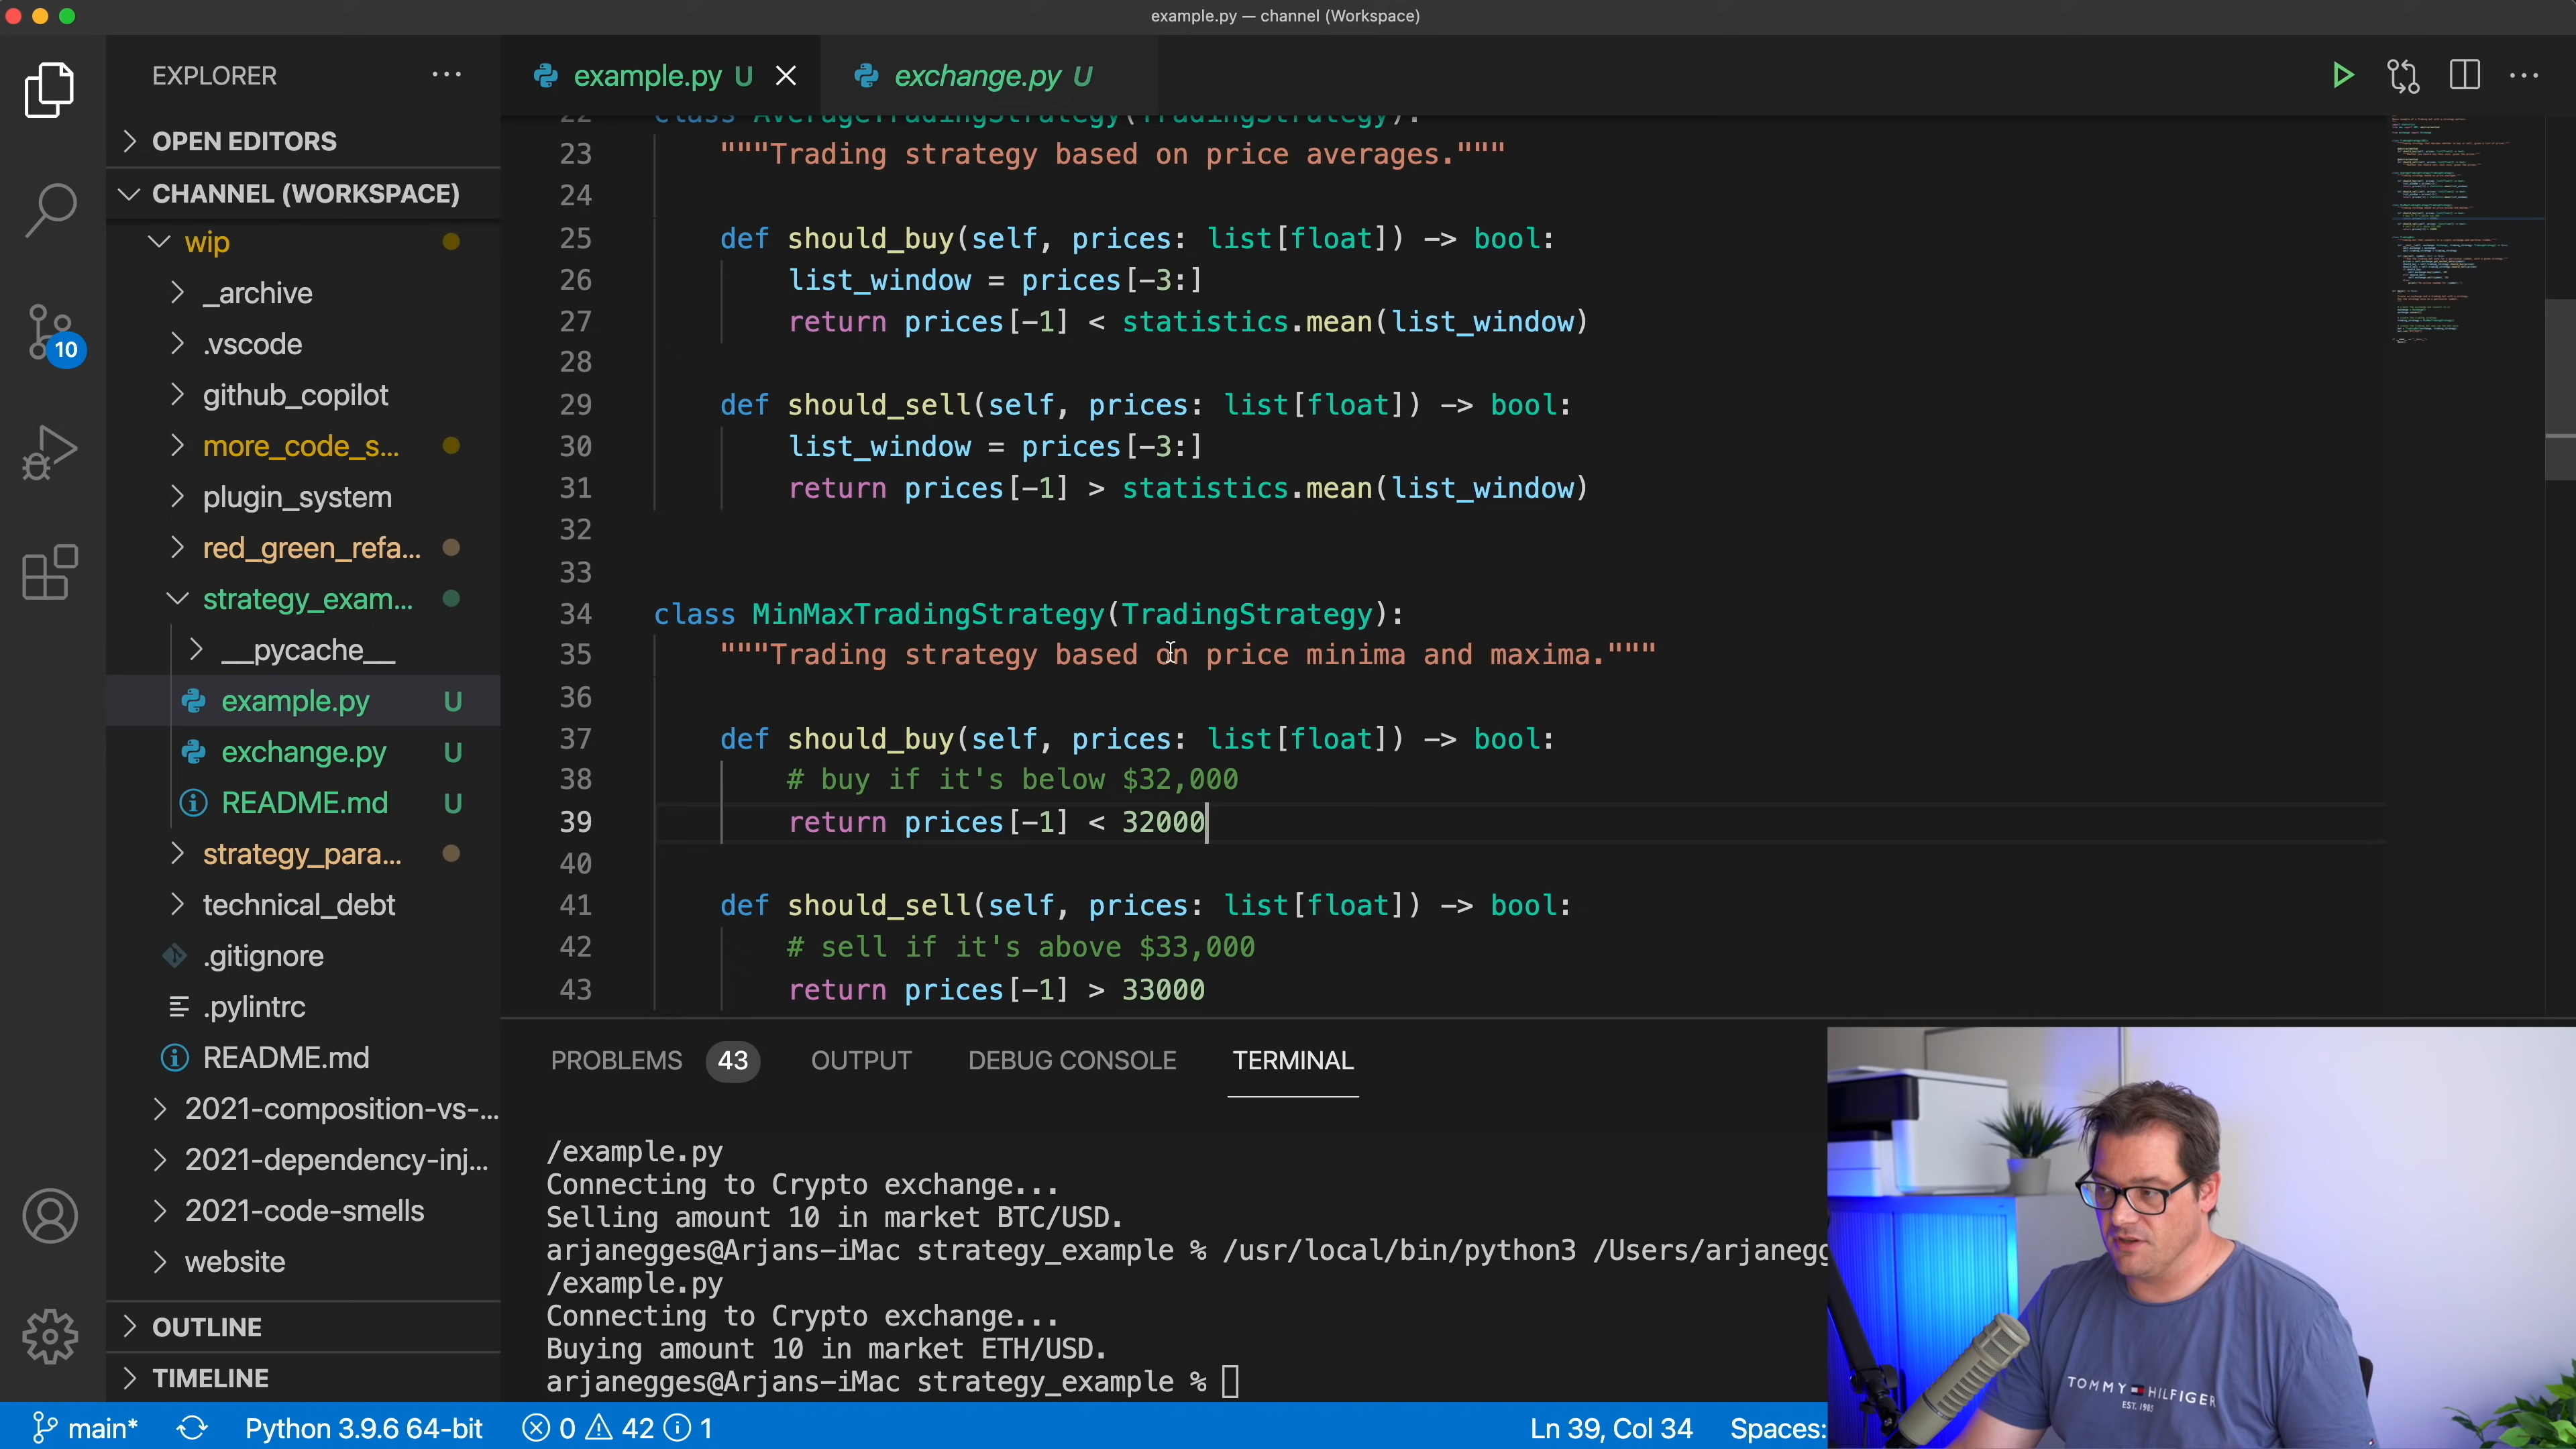 example.py — channel (Workspace)
EXPLORER
example.py U
exchange.py U
OPEN EDITORS
CHANNEL (WORKSPACE)
wip
_archive
.vscode
github_copilot
more_code_s...
plugin_system
red_green_refa...
strategy_exam...
__pycache__
example.py U
exchange.py U
README.md U
strategy_para...
technical_debt
.gitignore
.pylintrc
README.md
2021-composition-vs-...
2021-dependency-inj...
2021-code-smells
website
OUTLINE
TIMELINE
10
22 class AverageTradingStrategy(TradingStrategy):
23 """Trading strategy based on price averages."""
24
25 def should_buy(self, prices: list[float]) -> bool:
26 list_window = prices[-3:]
27 return prices[-1] < statistics.mean(list_window)
28
29 def should_sell(self, prices: list[float]) -> bool:
30 list_window = prices[-3:]
31 return prices[-1] > statistics.mean(list_window)
32
33
34 class MinMaxTradingStrategy(TradingStrategy):
35 """Trading strategy based on price minima and maxima."""
36
37 def should_buy(self, prices: list[float]) -> bool:
38 # buy if it's below $32,000
39 return prices[-1] < 32000
40
41 def should_sell(self, prices: list[float]) -> bool:
42 # sell if it's above $33,000
43 return prices[-1] > 33000
PROBLEMS 43 OUTPUT DEBUG CONSOLE TERMINAL
/example.py
Connecting to Crypto exchange...
Selling amount 10 in market BTC/USD.
arjanegges@Arjans-iMac strategy_example % /usr/local/bin/python3 /Users/arjanegg
/example.py
Connecting to Crypto exchange...
Buying amount 10 in market ETH/USD.
arjanegges@Arjans-iMac strategy_example %
TOMMY HILFIGER
EST. 1985
main* Python 3.9.6 64-bit 0 42 1 Ln 39, Col 34 Spaces: